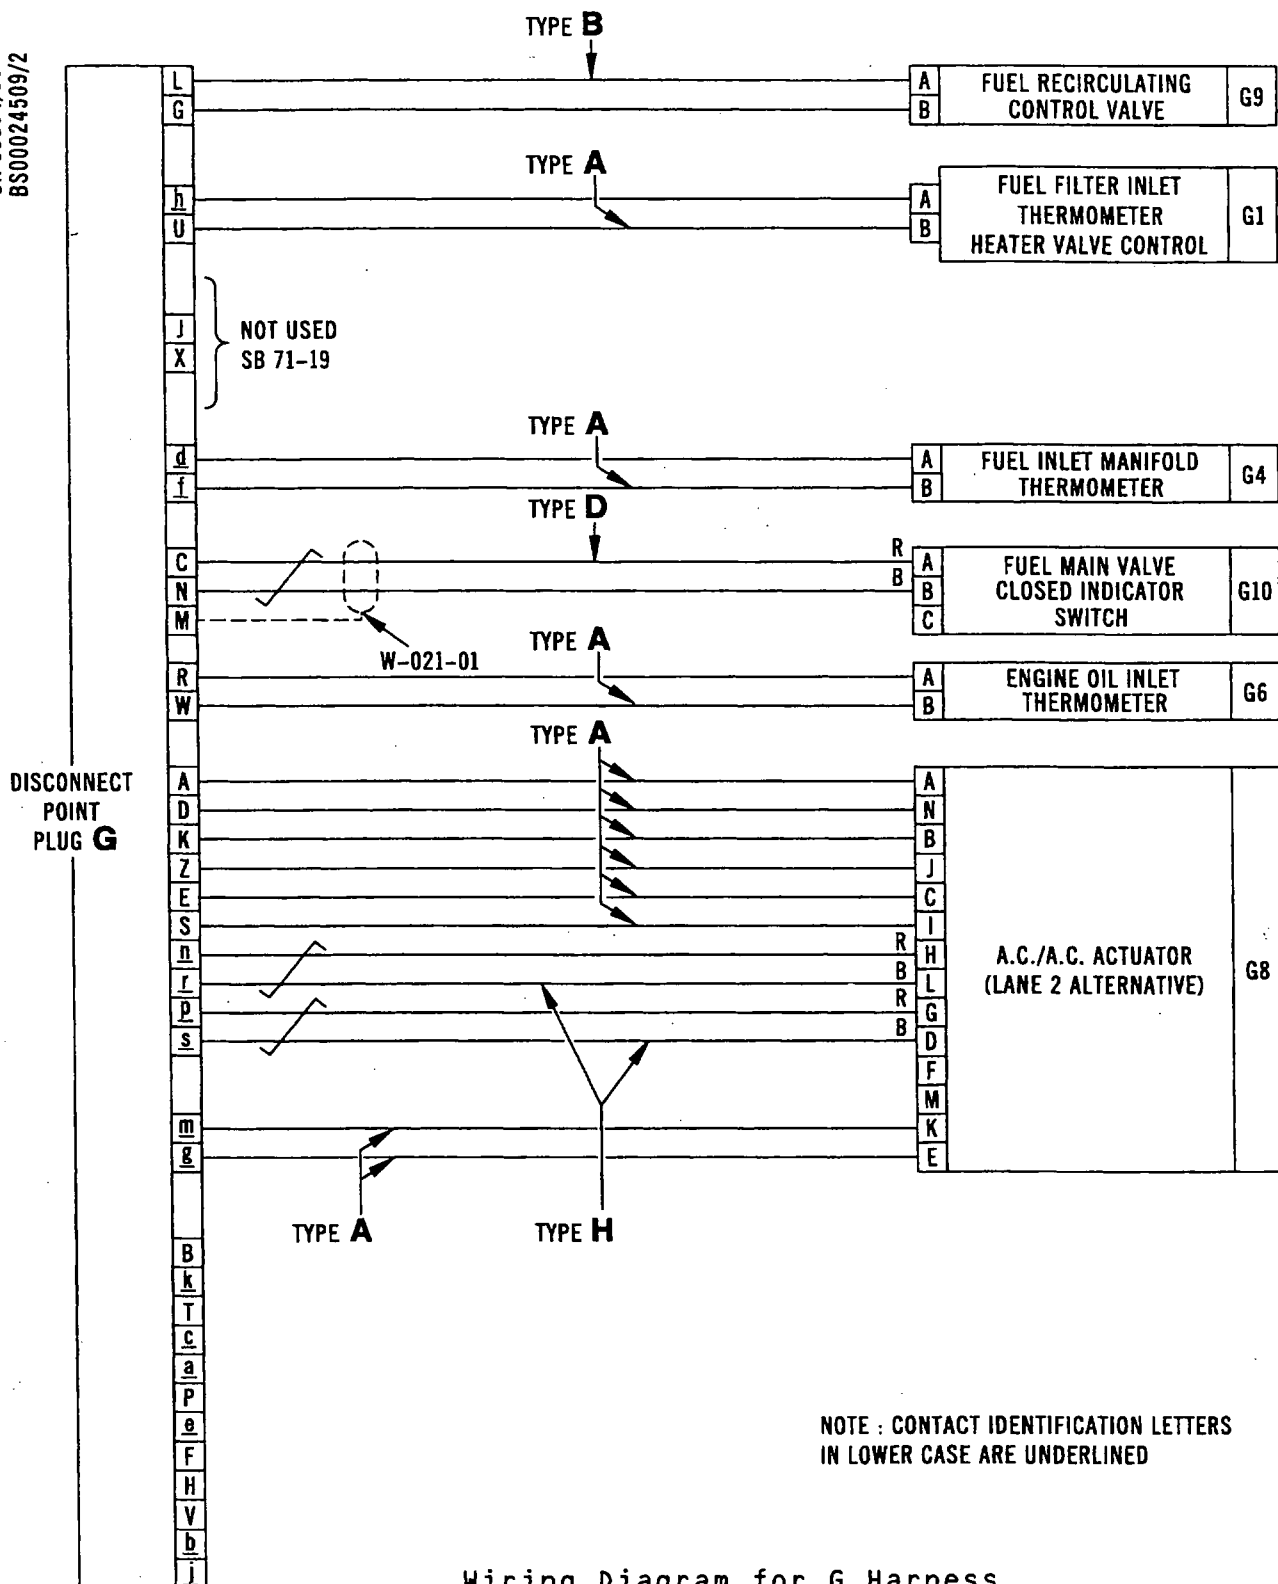 BS00024509/2
TYPE B
L
G
A
B
FUEL RECIRCULATING
CONTROL VALVE
G9
TYPE A
h
U
A
B
FUEL FILTER INLET
THERMOMETER
HEATER VALVE CONTROL
G1
J
X
NOT USED
SB 71-19
TYPE A
d
f
A
B
FUEL INLET MANIFOLD
THERMOMETER
G4
TYPE D
C
N
M
R
B
A
B
C
FUEL MAIN VALVE
CLOSED INDICATOR
SWITCH
G10
W-021-01
TYPE A
R
W
A
B
ENGINE OIL INLET
THERMOMETER
G6
TYPE A
DISCONNECT
POINT
PLUG G
A
D
K
Z
E
S
n
r
p
s
m
g
R
B
R
B
A
N
B
J
C
I
H
L
G
D
F
M
K
E
A.C./A.C. ACTUATOR
(LANE 2 ALTERNATIVE)
G8
TYPE A
TYPE H
B
k
T
c
a
P
e
F
H
V
b
j
NOTE : CONTACT IDENTIFICATION LETTERS
IN LOWER CASE ARE UNDERLINED
Wiring Diagram for G Harness